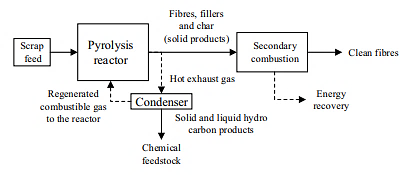 Fibres, fillers
and char
(solid products)
Scrap
feed
Pyrolysis
reactor
Secondary
combustion
Clean fibres
Hot exhaust gas
Regenerated
combustible gas
to the reactor
Condenser
Energy
recovery
Solid and liquid hydro
carbon products
Chemical
feedstock